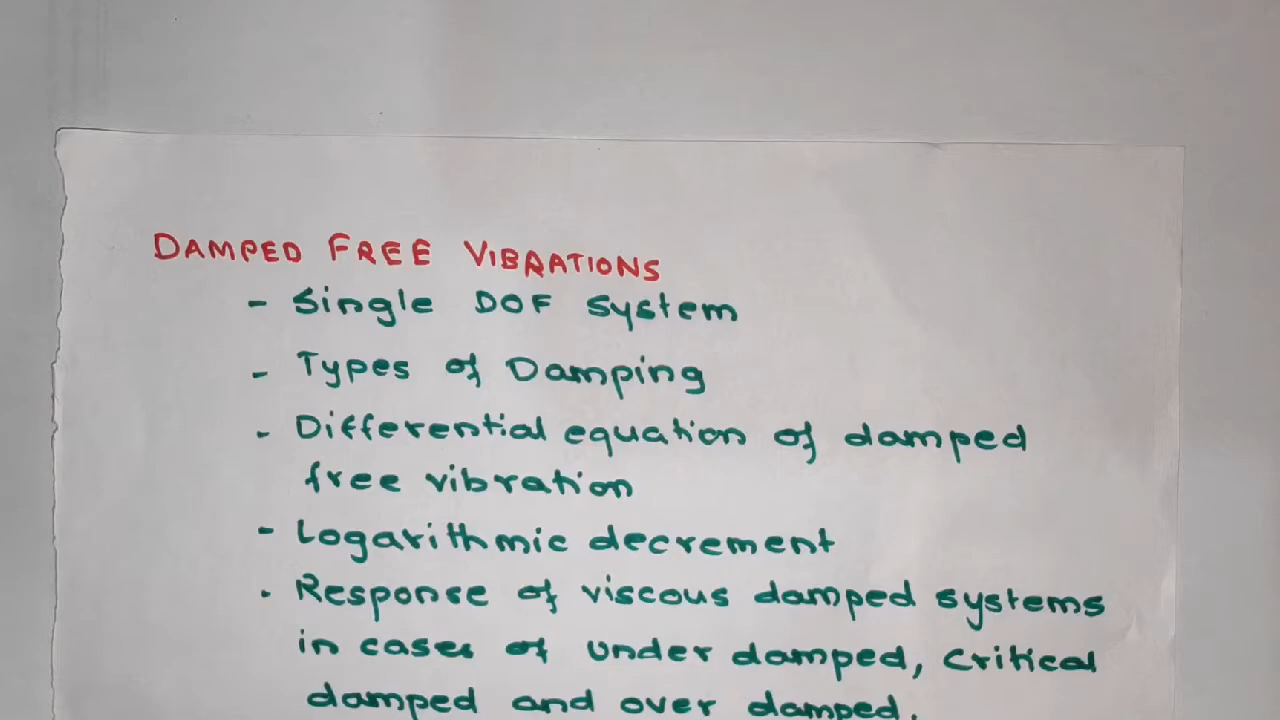 DAMPED FREE VIBRATIONS
- Single DOF system
- Types of Damping
- Differential equation of damped
free vibration
- Logarithmic decrement
- Response of viscous damped systems
in cases of under damped, critical
damped and over damped.